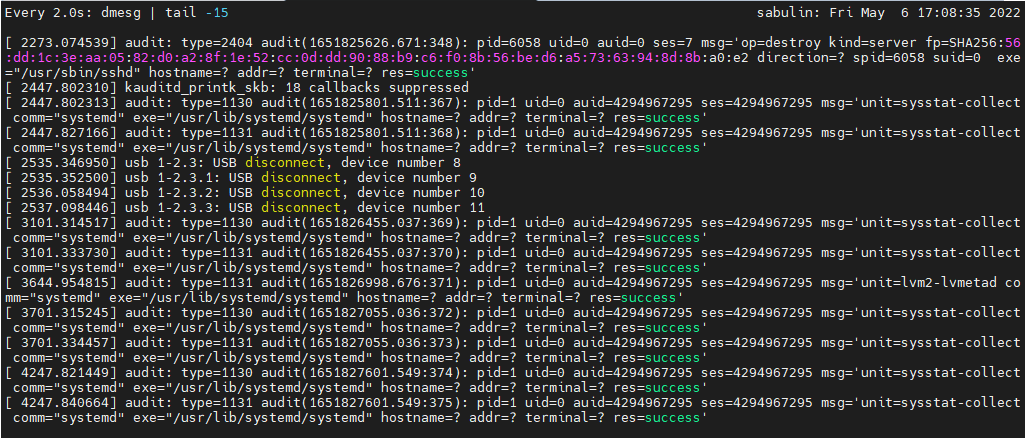 Every 2.0s: dmesg | tail -15 sabulin: Fri May  6 17:08:35 2022
[ 2273.074539] audit: type=2404 audit(1651825626.671:348): pid=6058 uid=0 auid=0 ses=7 msg='op=destroy kind=server fp=SHA256:56
:dd:1c:3e:aa:05:82:d0:a2:8f:1e:52:cc:0d:dd:90:88:b9:c6:f0:8b:56:be:d6:a5:73:63:94:8d:8b:a0:e2 direction=? spid=6058 suid=0  exe
="/usr/sbin/sshd" hostname=? addr=? terminal=? res=success'
[ 2447.802310] kauditd_printk_skb: 18 callbacks suppressed
[ 2447.802313] audit: type=1130 audit(1651825801.511:367): pid=1 uid=0 auid=4294967295 ses=4294967295 msg='unit=sysstat-collect
 comm="systemd" exe="/usr/lib/systemd/systemd" hostname=? addr=? terminal=? res=success'
[ 2447.827166] audit: type=1131 audit(1651825801.511:368): pid=1 uid=0 auid=4294967295 ses=4294967295 msg='unit=sysstat-collect
 comm="systemd" exe="/usr/lib/systemd/systemd" hostname=? addr=? terminal=? res=success'
[ 2535.346950] usb 1-2.3: USB disconnect, device number 8
[ 2535.352500] usb 1-2.3.1: USB disconnect, device number 9
[ 2536.058494] usb 1-2.3.2: USB disconnect, device number 10
[ 2537.098446] usb 1-2.3.3: USB disconnect, device number 11
[ 3101.314517] audit: type=1130 audit(1651826455.037:369): pid=1 uid=0 auid=4294967295 ses=4294967295 msg='unit=sysstat-collect
 comm="systemd" exe="/usr/lib/systemd/systemd" hostname=? addr=? terminal=? res=success'
[ 3101.333730] audit: type=1131 audit(1651826455.037:370): pid=1 uid=0 auid=4294967295 ses=4294967295 msg='unit=sysstat-collect
 comm="systemd" exe="/usr/lib/systemd/systemd" hostname=? addr=? terminal=? res=success'
[ 3644.954815] audit: type=1131 audit(1651826998.676:371): pid=1 uid=0 auid=4294967295 ses=4294967295 msg='unit=lvm2-lvmetad co
mm="systemd" exe="/usr/lib/systemd/systemd" hostname=? addr=? terminal=? res=success'
[ 3701.315245] audit: type=1130 audit(1651827055.036:372): pid=1 uid=0 auid=4294967295 ses=4294967295 msg='unit=sysstat-collect
 comm="systemd" exe="/usr/lib/systemd/systemd" hostname=? addr=? terminal=? res=success'
[ 3701.334457] audit: type=1131 audit(1651827055.036:373): pid=1 uid=0 auid=4294967295 ses=4294967295 msg='unit=sysstat-collect
 comm="systemd" exe="/usr/lib/systemd/systemd" hostname=? addr=? terminal=? res=success'
[ 4247.821449] audit: type=1130 audit(1651827601.549:374): pid=1 uid=0 auid=4294967295 ses=4294967295 msg='unit=sysstat-collect
 comm="systemd" exe="/usr/lib/systemd/systemd" hostname=? addr=? terminal=? res=success'
[ 4247.840664] audit: type=1131 audit(1651827601.549:375): pid=1 uid=0 auid=4294967295 ses=4294967295 msg='unit=sysstat-collect
 comm="systemd" exe="/usr/lib/systemd/systemd" hostname=? addr=? terminal=? res=success'